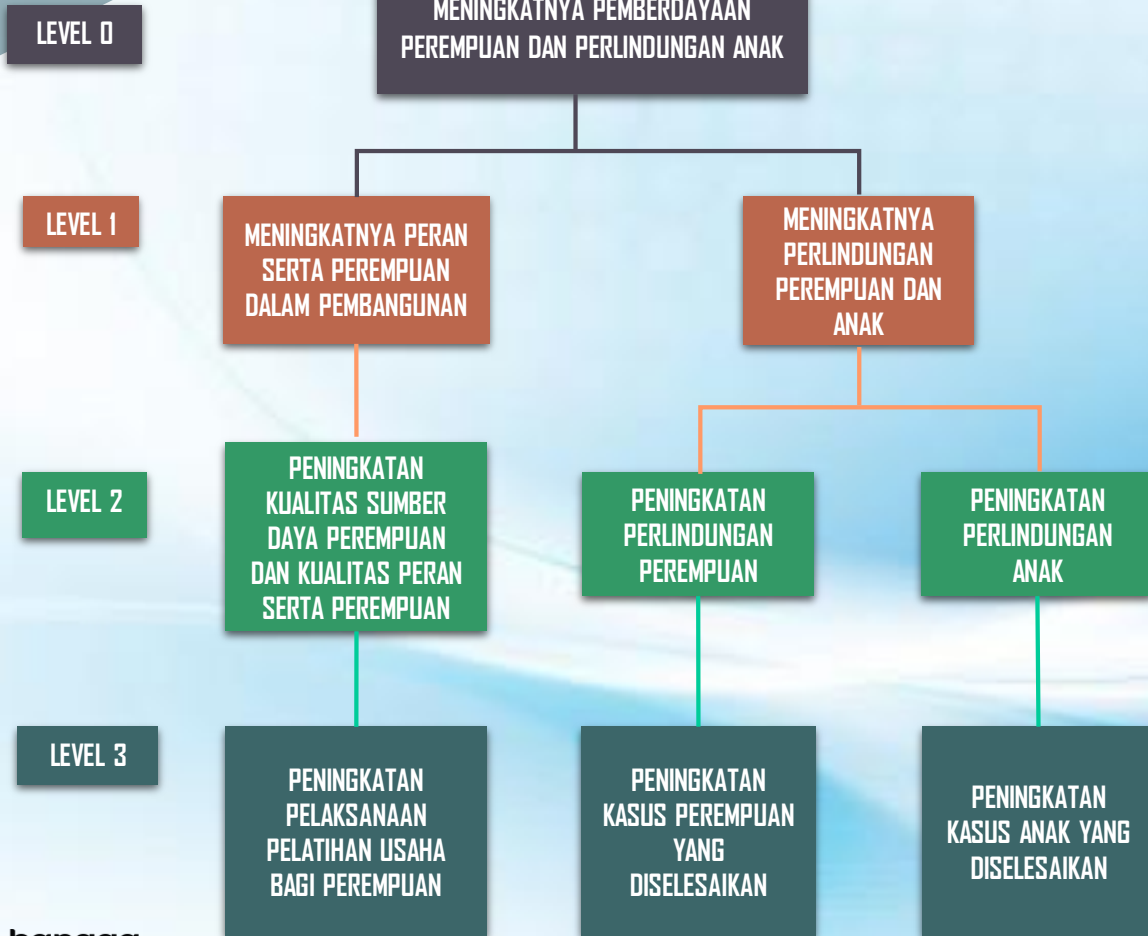 MENINGKATNYA PEMBERDAYAAN
PEREMPUAN DAN PERLINDUNGAN ANAK
LEVEL 0
LEVEL 1
MENINGKATNYA PERAN
SERTA PEREMPUAN
DALAM PEMBANGUNAN
MENINGKATNYA
PERLINDUNGAN
PEREMPUAN DAN
ANAK
LEVEL 2
PENINGKATAN
KUALITAS SUMBER
DAYA PEREMPUAN
DAN KUALITAS PERAN
SERTA PEREMPUAN
PENINGKATAN
PERLINDUNGAN
PEREMPUAN
PENINGKATAN
PERLINDUNGAN
ANAK
LEVEL 3
PENINGKATAN
PELAKSANAAN
PELATIHAN USAHA
BAGI PEREMPUAN
PENINGKATAN
KASUS PEREMPUAN
YANG
DISELESAIKAN
PENINGKATAN
KASUS ANAK YANG
DISELESAIKAN